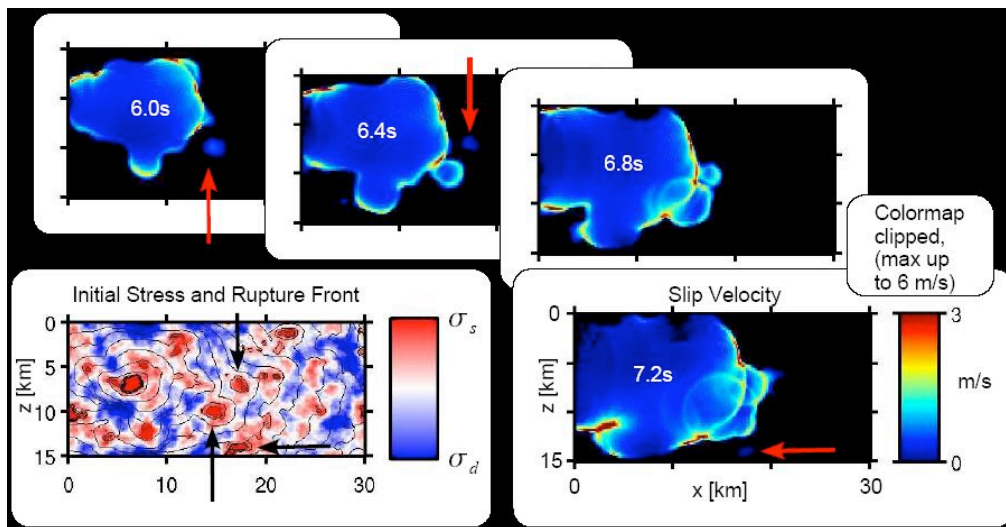 6.0s
6.4s
6.8s
Colormap
clipped,
(max up
to 6 m/s)
Initial Stress and Rupture Front
0
5
10
15
z [km]
0 10 20 30
σs
σd
Slip Velocity
7.2s
0
z [km]
15
0
x [km]
30
3
m/s
0